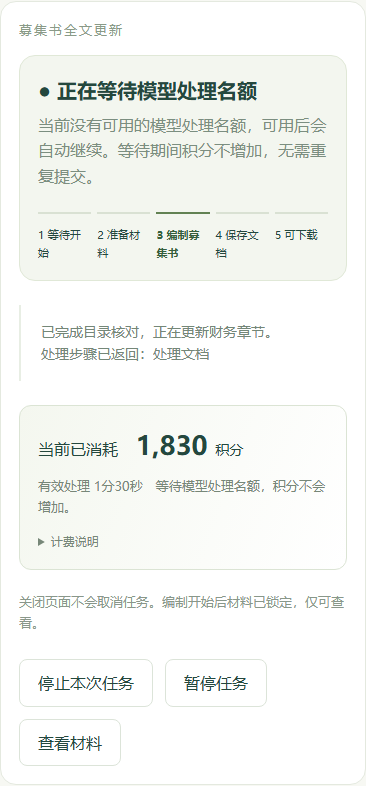 募集书全文更新
● 正在等待模型处理名额
当前没有可用的模型处理名额，可用后会
自动继续。等待期间积分不增加，无需重
复提交。
1 等待开
始
2 准备材
料
3 编制募
集书
4 保存文
档
5 可下载
已完成目录核对，正在更新财务章节。
处理步骤已返回：处理文档
当前已消耗 1,830 积分
有效处理 1分30秒 等待模型处理名额，积分不会
增加。
▶ 计费说明
关闭页面不会取消任务。编制开始后材料已锁定，仅可查
看。
停止本次任务 暂停任务
查看材料